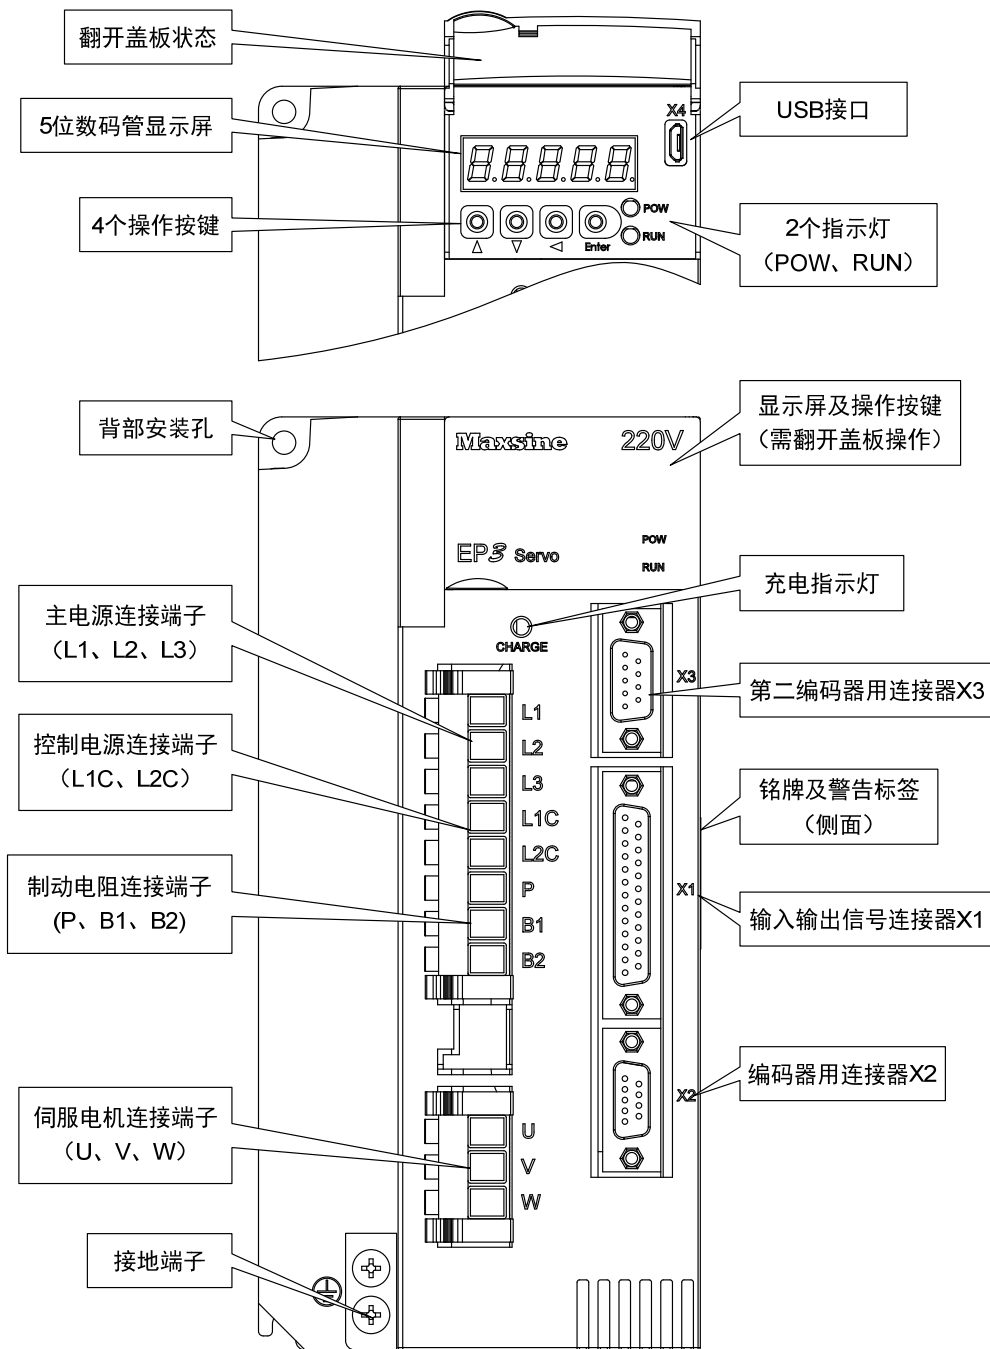 翻开盖板状态
X4
USB接口
5位数码管显示屏
8.8.8.8.8.
4个操作按键
POW
RUN
Enter
2个指示灯
（POW、RUN）
背部安装孔
Maxsine 220V
显示屏及操作按键
（需翻开盖板操作）
EP3 Servo
POW
RUN
充电指示灯
主电源连接端子
（L1、L2、L3）
CHARGE
X3
第二编码器用连接器X3
L1
L2
L3
L1C
L2C
P
B1
B2
控制电源连接端子
（L1C、L2C）
铭牌及警告标签
（侧面）
制动电阻连接端子
(P、B1、B2)
X1
输入输出信号连接器X1
X2
编码器用连接器X2
伺服电机连接端子
（U、V、W）
U
V
W
接地端子